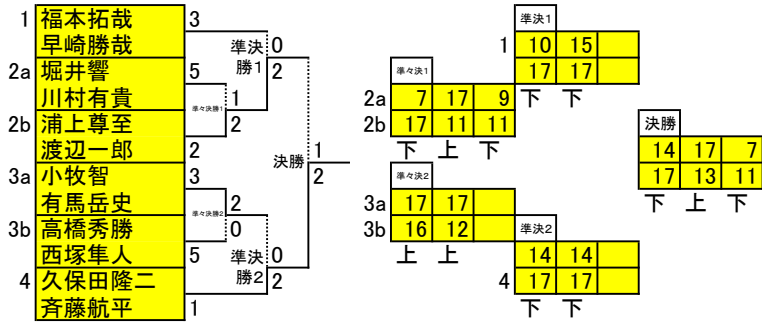 1 福本拓哉 3
早崎勝哉
準決勝1 0
2
2a 堀井響 5
川村有貴
準々決勝1 1
2
2b 浦上尊至
渡辺一郎 2
決勝 1
2
3a 小牧智 3
有馬岳史
準々決勝2 2
0
3b 高橋秀勝
西塚隼人 5
準決勝2 0
2
4 久保田隆二
斉藤航平 1
準決1
1 10 15
17 17
下 下
準々決1
2a 7 17 9
2b 17 11 11
下 上 下
決勝
14 17 7
17 13 11
下 上 下
準々決2
3a 17 17
3b 16 12
上 上
準決2
14 14
4 17 17
下 下